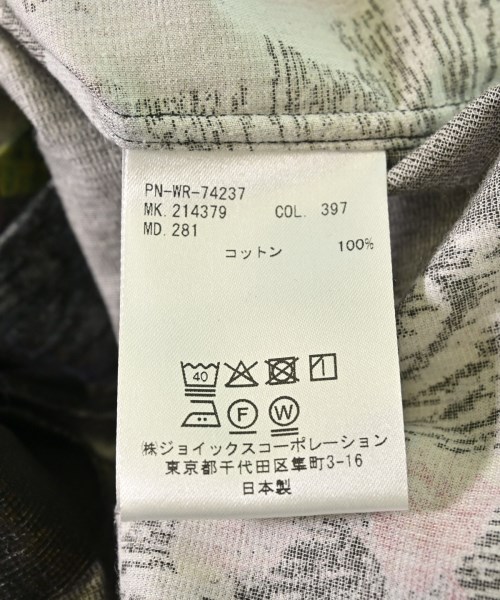 PN-WR-74237
MK. 214379 COL. 397
MD. 281
コットン 100%
40
F W
㈱ジョイックスコーポレーション
東京都千代田区隼町3-16
日本製